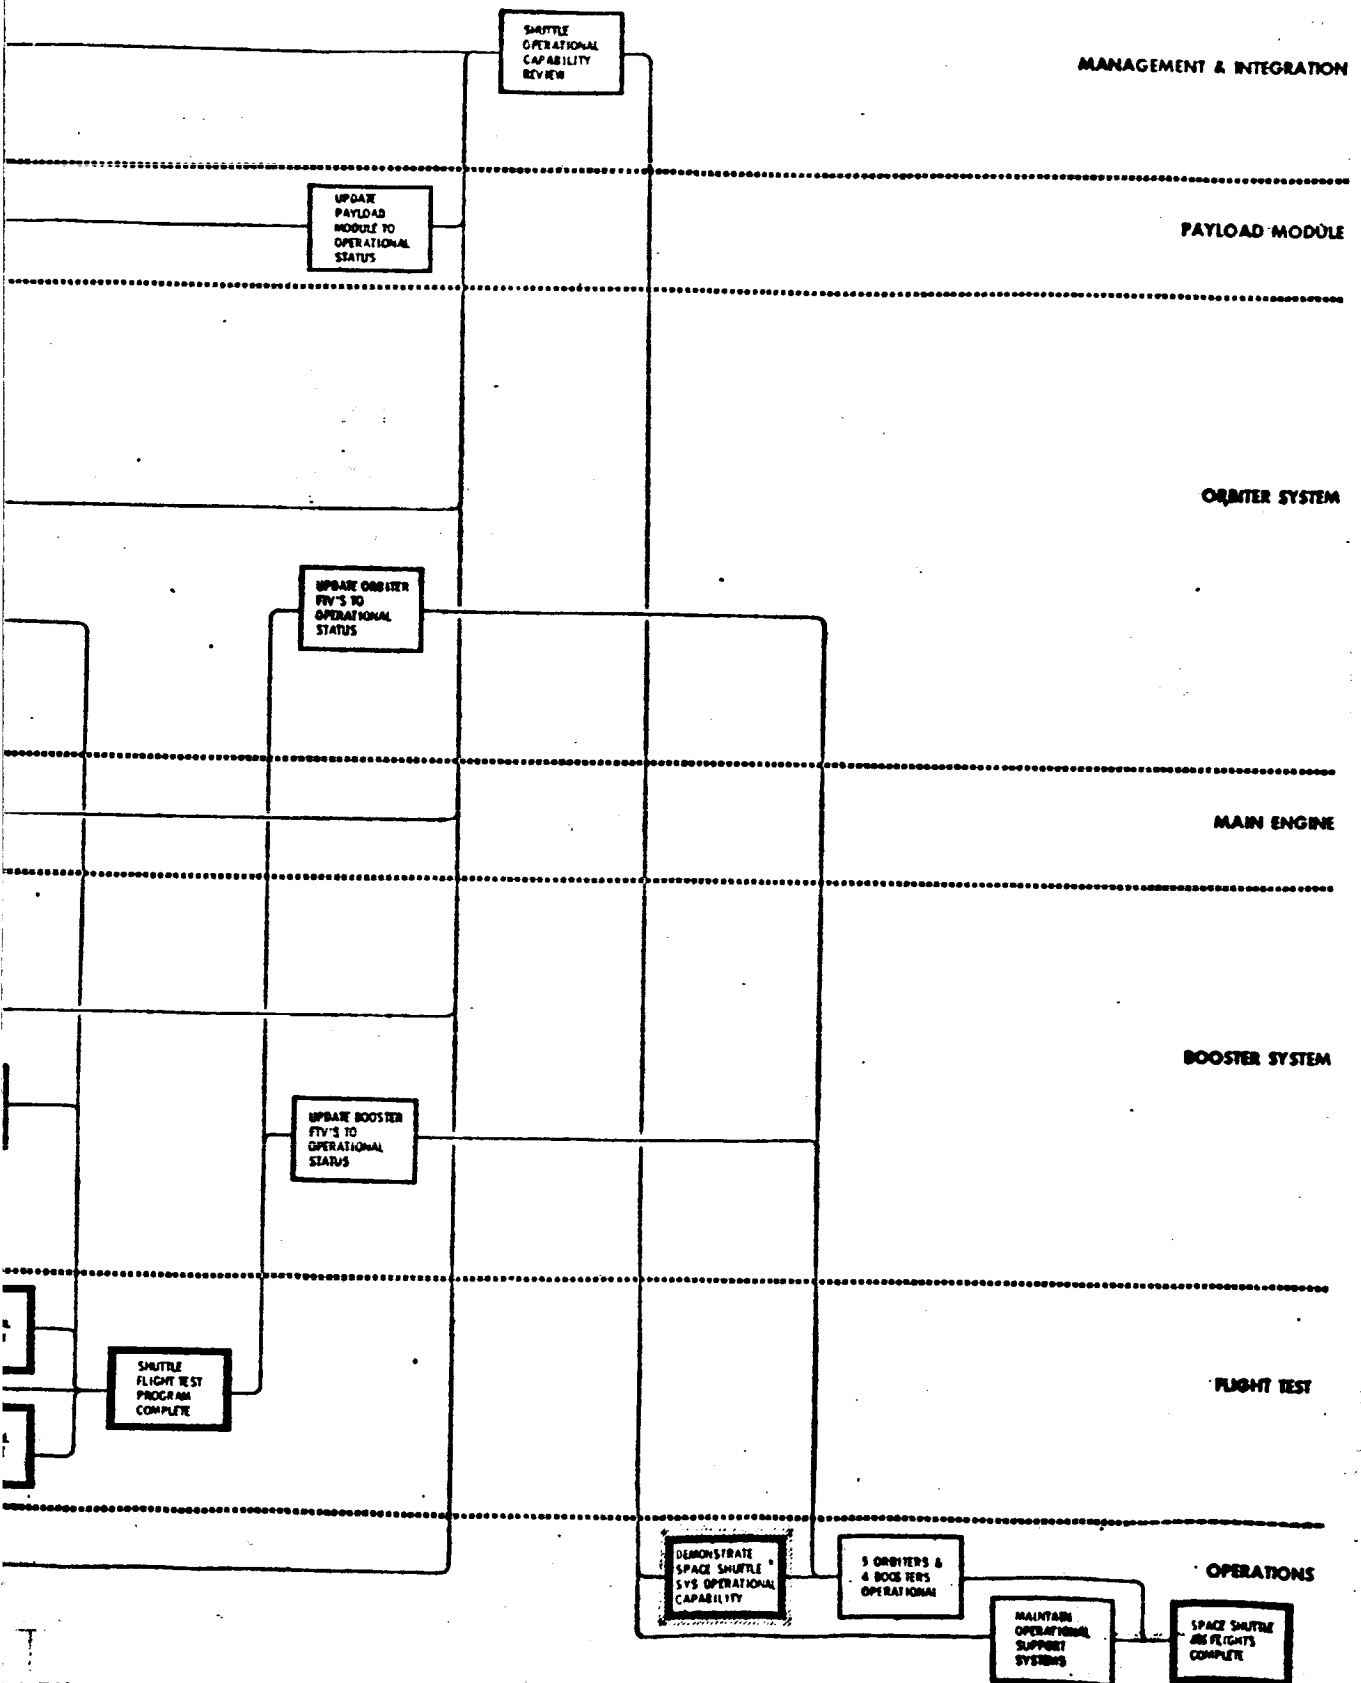 SHUTTLE
OPERATIONAL
CAPABILITY
REVIEW
MANAGEMENT & INTEGRATION
UPDATE
PAYLOAD
MODULE TO
OPERATIONAL
STATUS
PAYLOAD MODULE
ORBITER SYSTEM
UPDATE ORBITER
FTV'S TO
OPERATIONAL
STATUS
MAIN ENGINE
BOOSTER SYSTEM
UPDATE BOOSTER
FTV'S TO
OPERATIONAL
STATUS
SHUTTLE
FLIGHT TEST
PROGRAM
COMPLETE
FLIGHT TEST
DEMONSTRATE
SPACE SHUTTLE
SYS OPERATIONAL
CAPABILITY
5 ORBITERS &
4 BOOSTERS
OPERATIONAL
OPERATIONS
MAINTAIN
OPERATIONAL
SUPPORT
SYSTEMS
SPACE SHUTTLE
FLIGHTS
COMPLETE